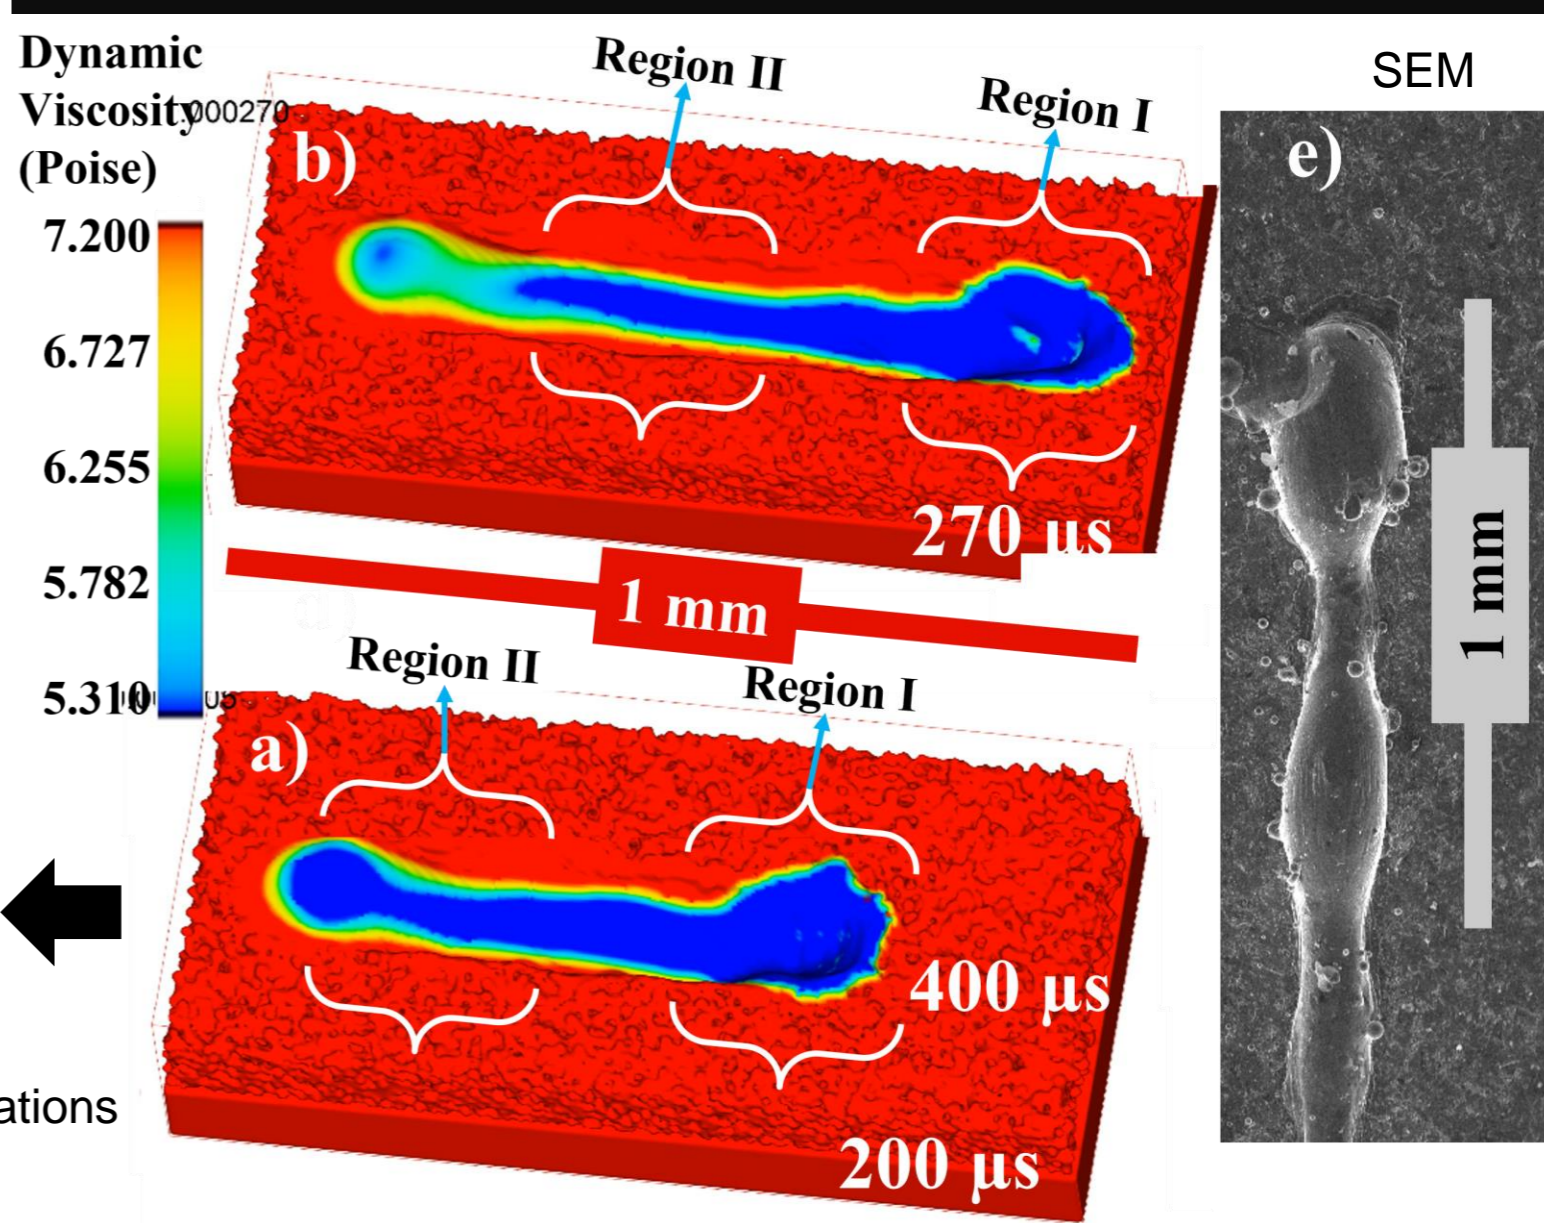 Dynamic
Viscosity
000270
(Poise)
7.200
6.727
6.255
5.782
5.310
Region II
Region I
b)
270 µs
1 mm
Region II
Region I
a)
400 µs
200 µs
ations
SEM
e)
1 mm